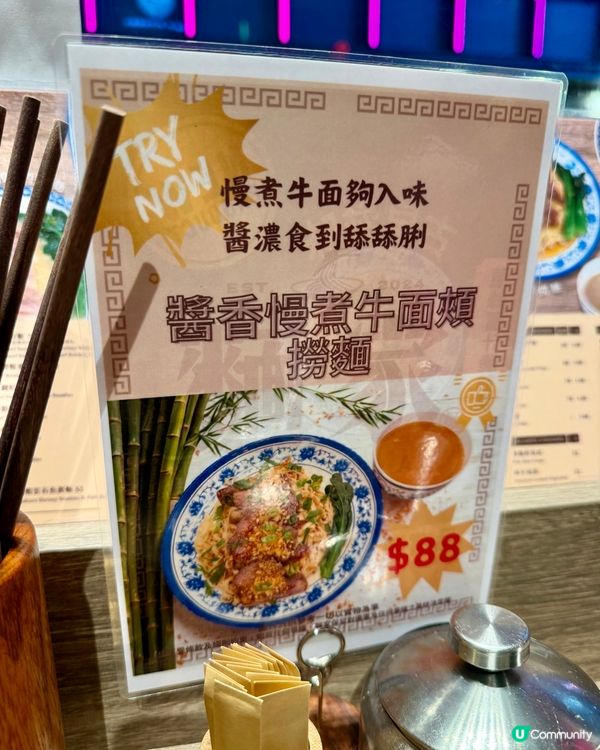 TRY
NOW
慢煮牛面夠入味
醬濃食到舔舔脷
醬香慢煮牛面頰
撈麵
$88
U Community